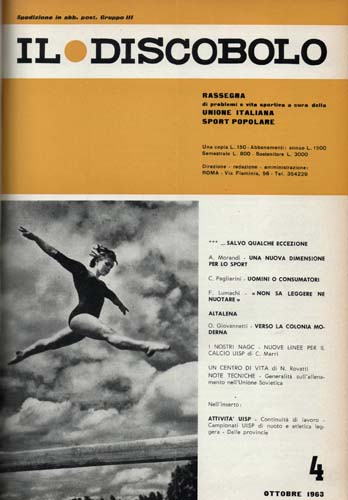 Spedizione in abb. post. Gruppo III
IL DISCOBOLO
RASSEGNA
di problemi e vita sportiva a cura della
UNIONE ITALIANA
SPORT POPOLARE
Una copia L. 150 - Abbonamenti: annuo L. 1500
Semestrale L. 800 - Sostenitore L. 3000
Direzione - redazione - amministrazione:
ROMA - Via Flaminia, 56 - Tel. 354229
*** ... SALVO QUALCHE ECCEZIONE
A. Morandi - UNA NUOVA DIMENSIONE
PER LO SPORT
C. Pagliarini - UOMINI O CONSUMATORI
F. Lumachi - « NON SA LEGGERE NE
NUOTARE »
ALTALENA
O. Giovannetti - VERSO LA COLONIA MO-
DERNA
I NOSTRI NAGC - NUOVE LINEE PER IL
CALCIO UISP di C. Marri
UN CENTRO DI VITA di N. Rovatti
NOTE TECNICHE - Generalità sull'allena-
mento nell'Unione Sovietica
Nell'inserto:
ATTIVITA' UISP - Continuità di lavoro -
Campionati UISP di nuoto e atletica leg-
gera - Dalle provincie
4
OTTOBRE 1963